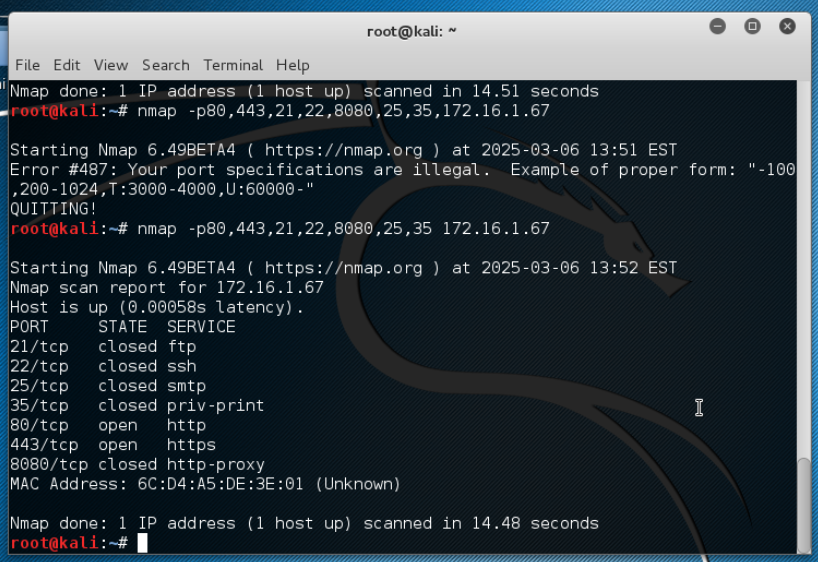 root@kali: ~
File Edit View Search Terminal Help
Nmap done: 1 IP address (1 host up) scanned in 14.51 seconds
root@kali:~# nmap -p80,443,21,22,8080,25,35,172.16.1.67
Starting Nmap 6.49BETA4 ( https://nmap.org ) at 2025-03-06 13:51 EST
Error #487: Your port specifications are illegal.  Example of proper form: "-100
,200-1024,T:3000-4000,U:60000-"
QUITTING!
root@kali:~# nmap -p80,443,21,22,8080,25,35 172.16.1.67
Starting Nmap 6.49BETA4 ( https://nmap.org ) at 2025-03-06 13:52 EST
Nmap scan report for 172.16.1.67
Host is up (0.00058s latency).
PORT     STATE  SERVICE
21/tcp   closed ftp
22/tcp   closed ssh
25/tcp   closed smtp
35/tcp   closed priv-print
80/tcp   open   http
443/tcp  open   https
8080/tcp closed http-proxy
MAC Address: 6C:D4:A5:DE:3E:01 (Unknown)
Nmap done: 1 IP address (1 host up) scanned in 14.48 seconds
root@kali:~#